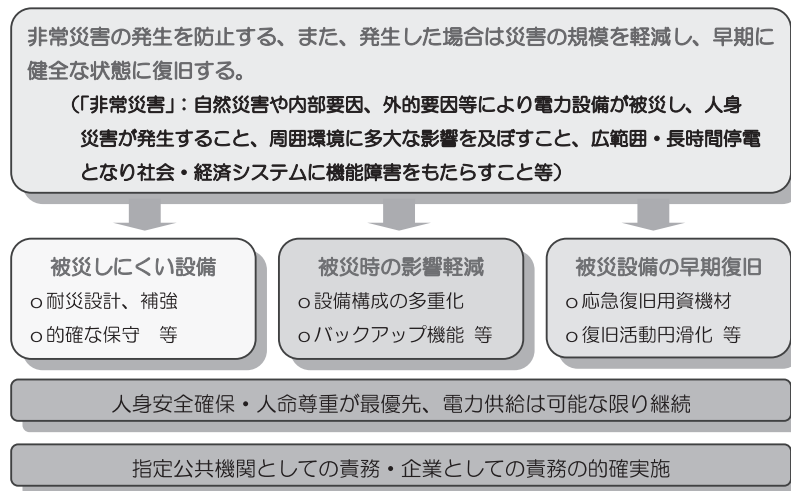 非常災害の発生を防止する、また、発生した場合は災害の規模を軽減し、早期に
健全な状態に復旧する。
（「非常災害」：自然災害や内部要因、外的要因等により電力設備が被災し、人身
災害が発生すること、周囲環境に多大な影響を及ぼすこと、広範囲・長時間停電
となり社会・経済システムに機能障害をもたらすこと等）
被災しにくい設備
o 耐災設計、補強
o 的確な保守　等
被災時の影響軽減
o 設備構成の多重化
o バックアップ機能 等
被災設備の早期復旧
o 応急復旧用資機材
o 復旧活動円滑化 等
人身安全確保・人命尊重が最優先、電力供給は可能な限り継続
指定公共機関としての責務・企業としての責務の的確実施